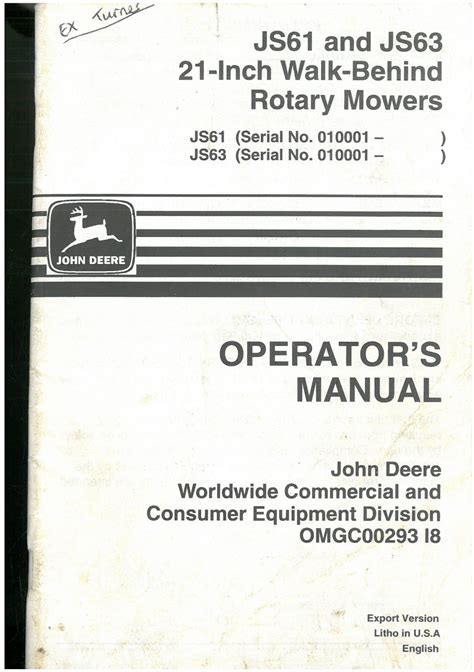 Ex Turner
JS61 and JS63
21-Inch Walk-Behind
Rotary Mowers
JS61 (Serial No. 010001 – )
JS63 (Serial No. 010001 – )
JOHN DEERE
OPERATOR'S
MANUAL
John Deere
Worldwide Commercial and
Consumer Equipment Division
OMGC00293 I8
Export Version
Litho in U.S.A
English